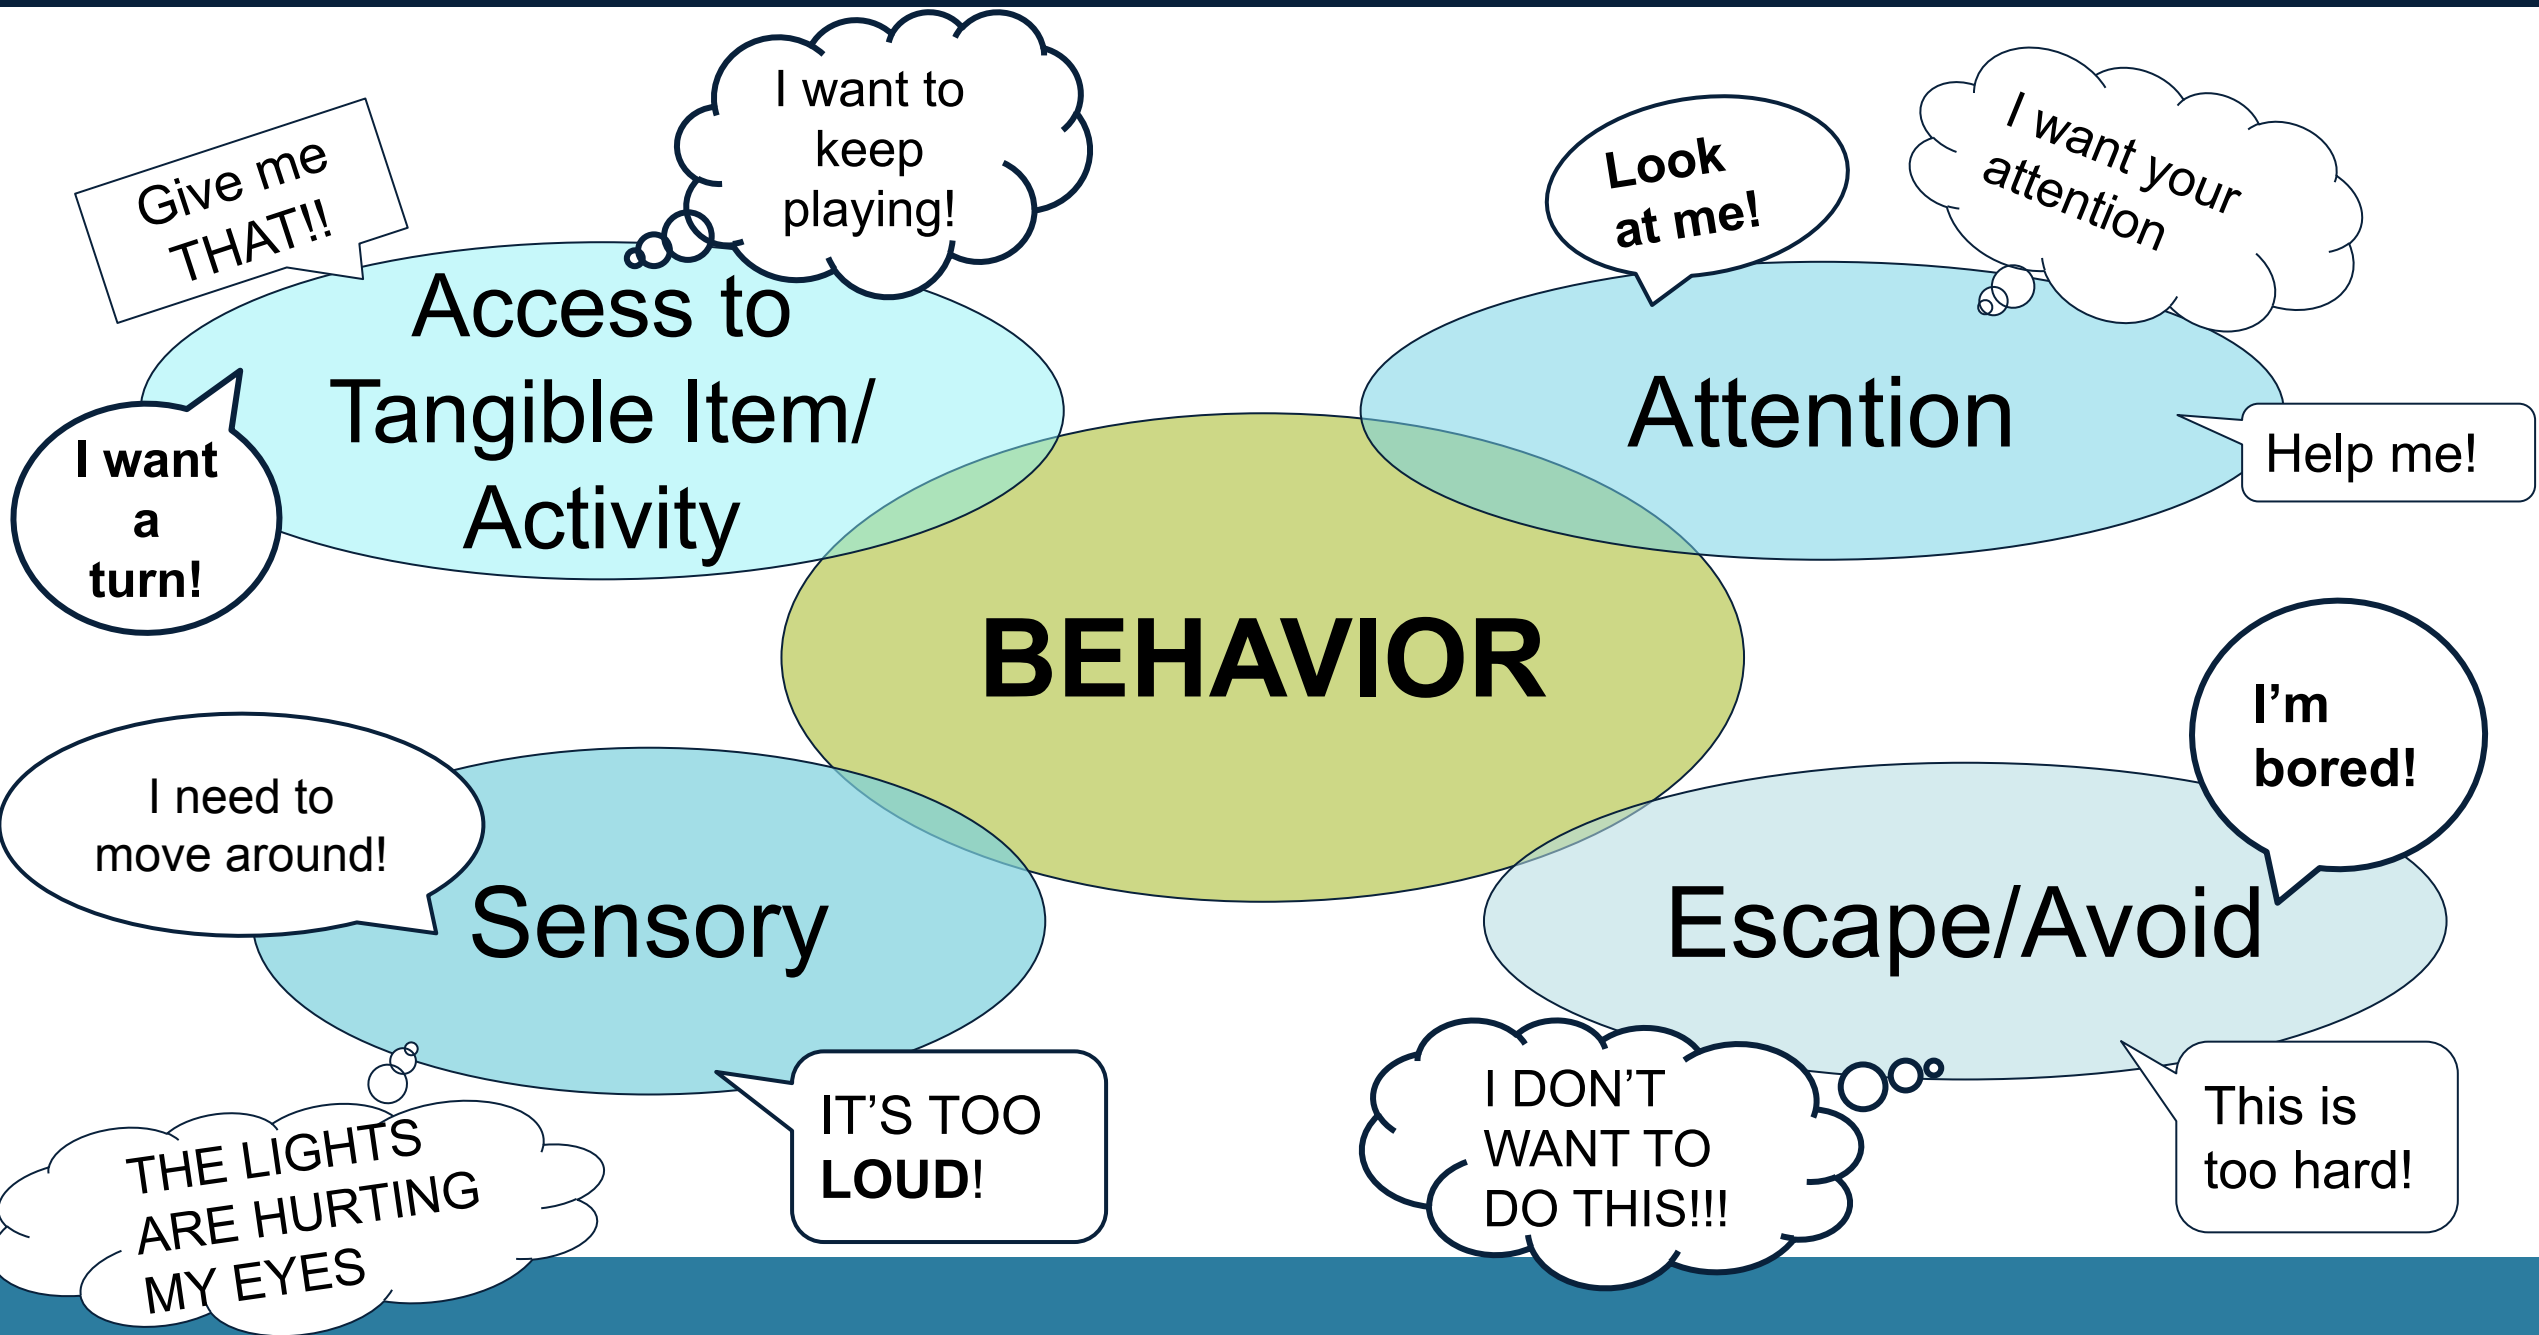 Give me
THAT!!
I want to
keep
playing!
Access to
Tangible Item/
Activity
I want
a
turn!
Look
at me!
I want your
attention
Attention
Help me!
BEHAVIOR
I need to
move around!
Sensory
THE LIGHTS
ARE HURTING
MY EYES
IT’S TOO
LOUD!
I’m
bored!
Escape/Avoid
I DON’T
WANT TO
DO THIS!!!
This is
too hard!